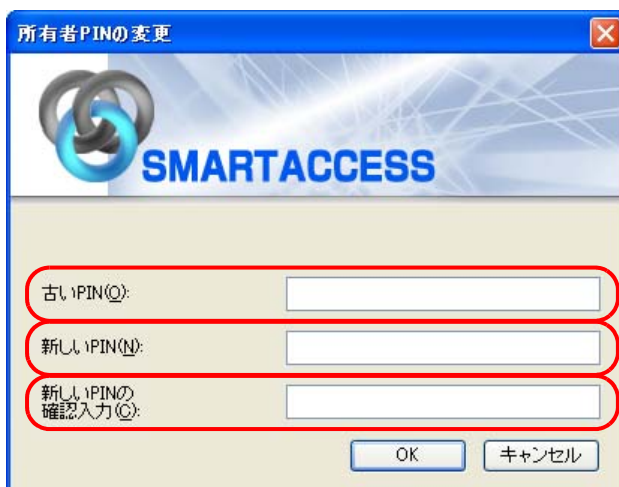 所有者PINの変更
SMARTACCESS
古いPIN(O):
新しいPIN(N):
新しいPINの
確認入力(C):
OK
キャンセル